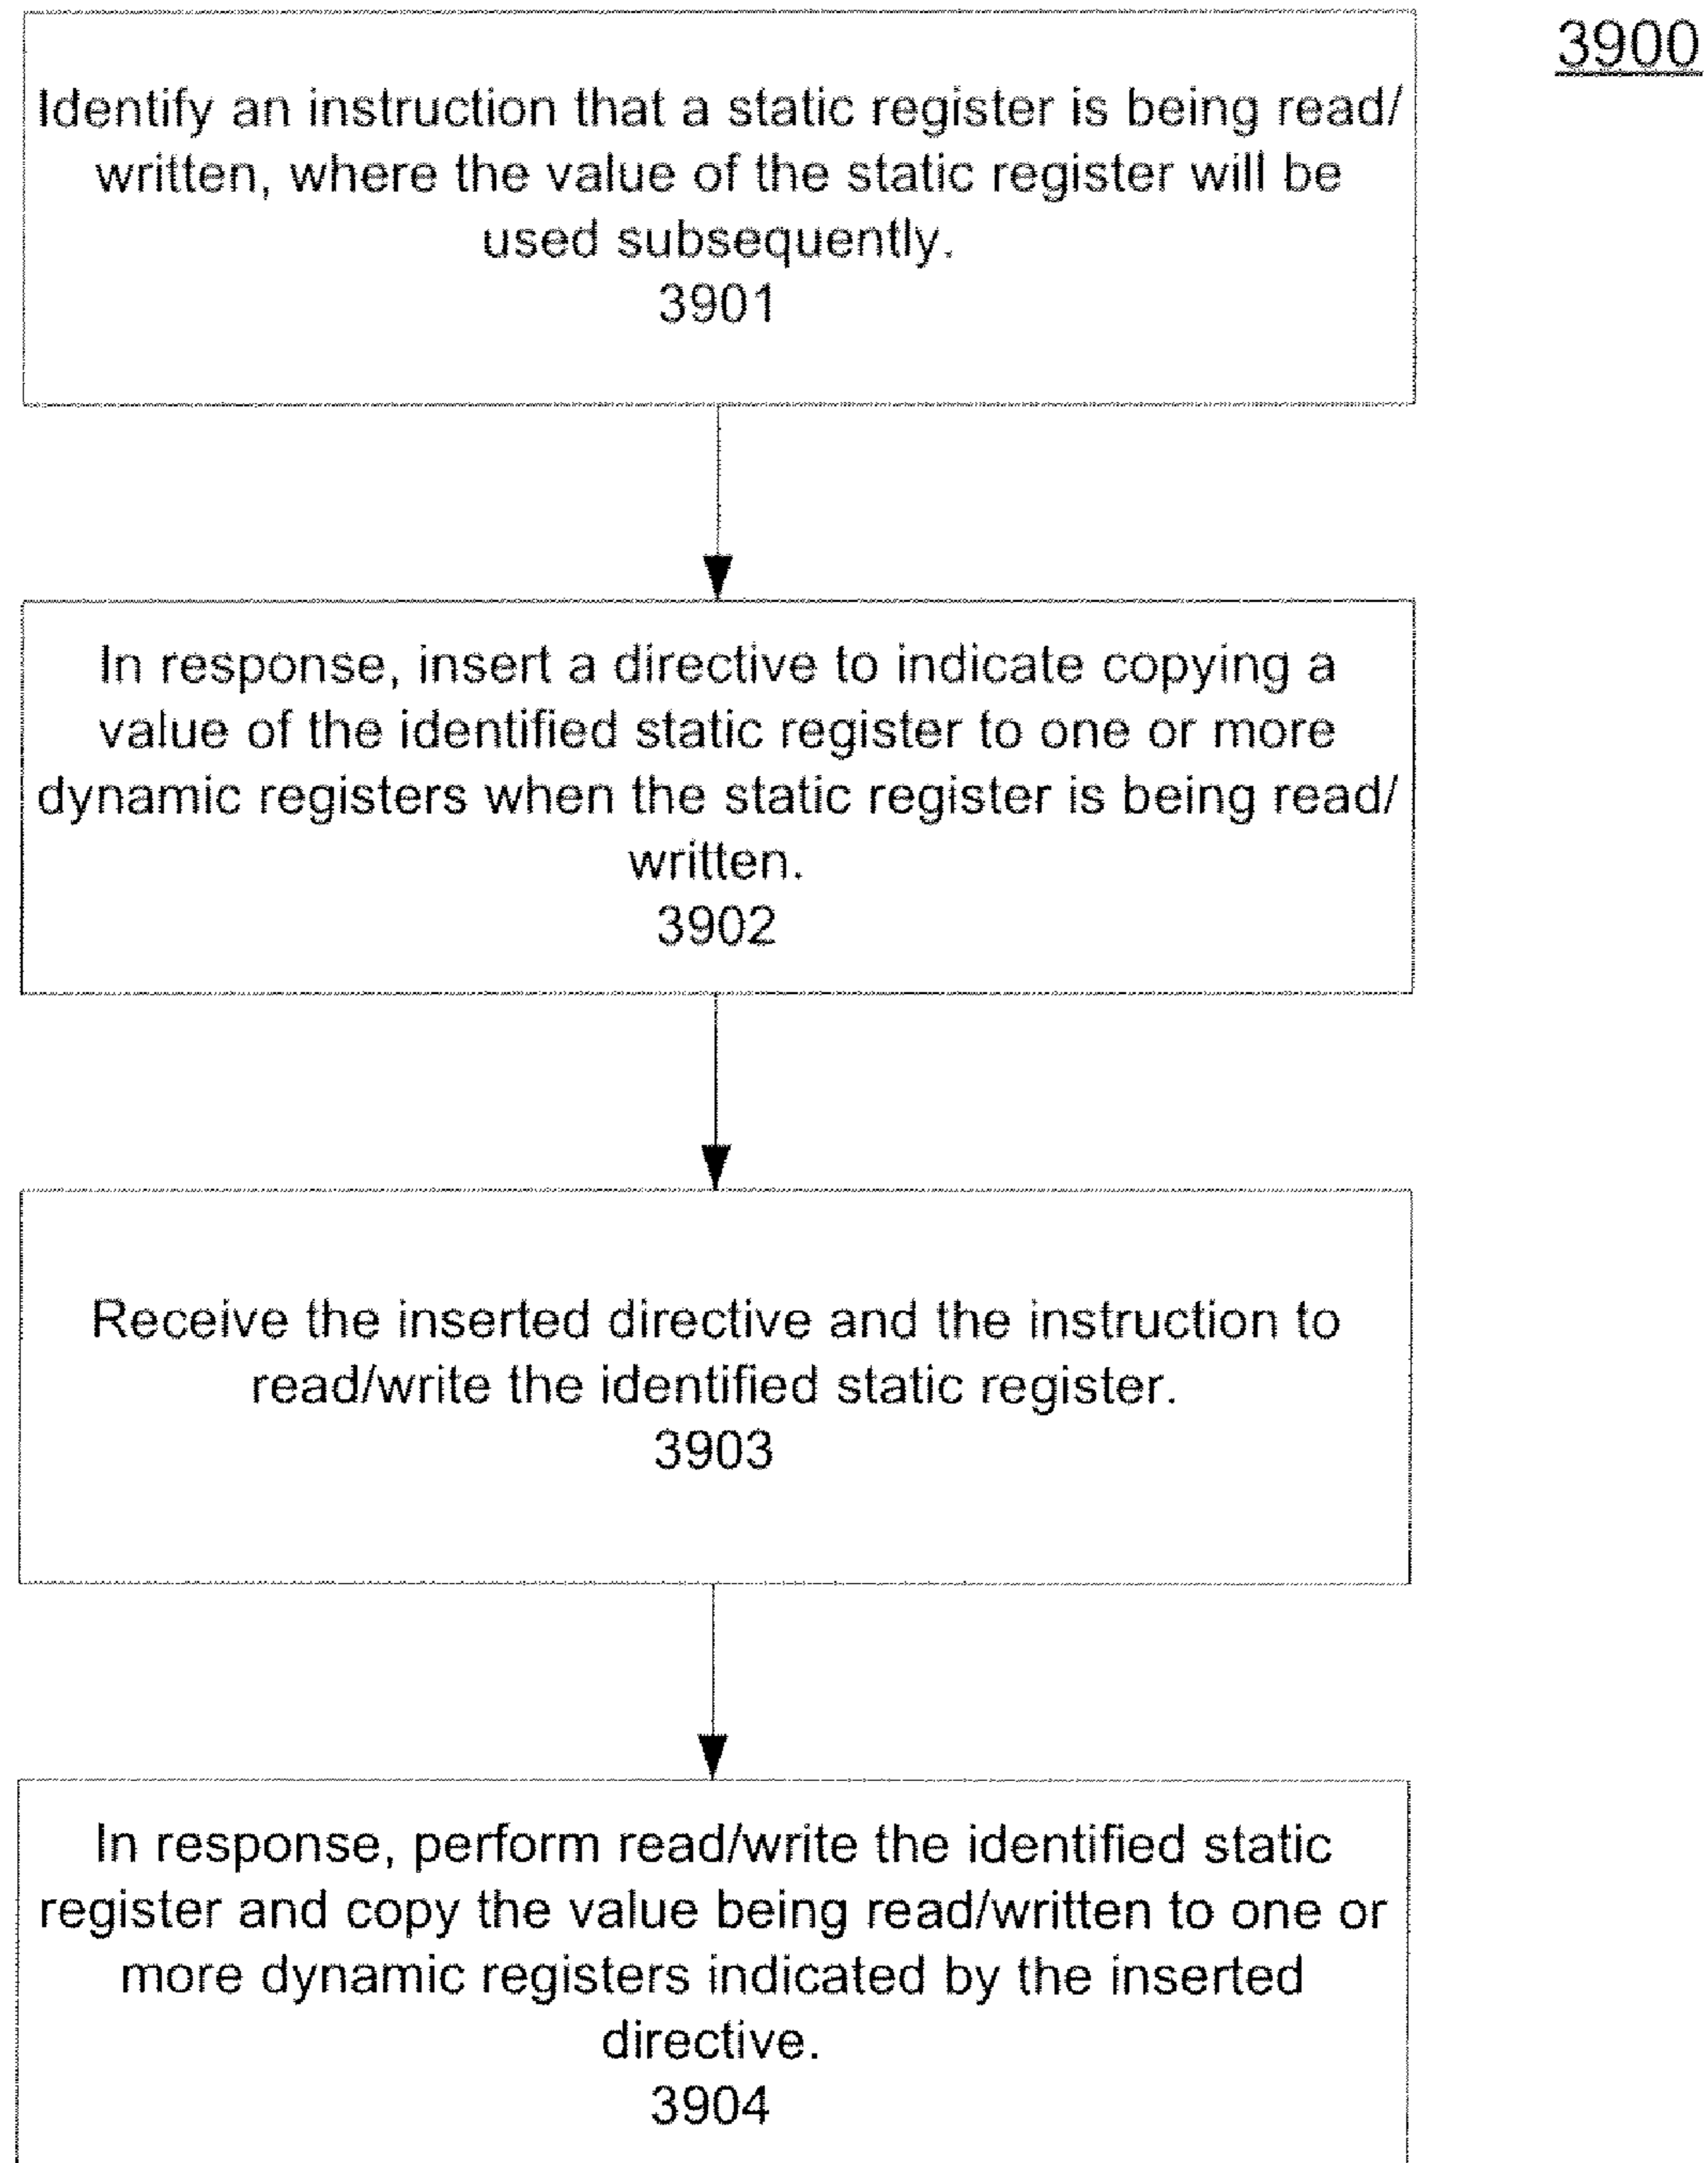 3900
Identify an instruction that a static register is being read/
written, where the value of the static register will be
used subsequently.
3901
In response, insert a directive to indicate copying a
value of the identified static register to one or more
dynamic registers when the static register is being read/
written.
3902
Receive the inserted directive and the instruction to
read/write the identified static register.
3903
In response, perform read/write the identified static
register and copy the value being read/written to one or
more dynamic registers indicated by the inserted
directive.
3904